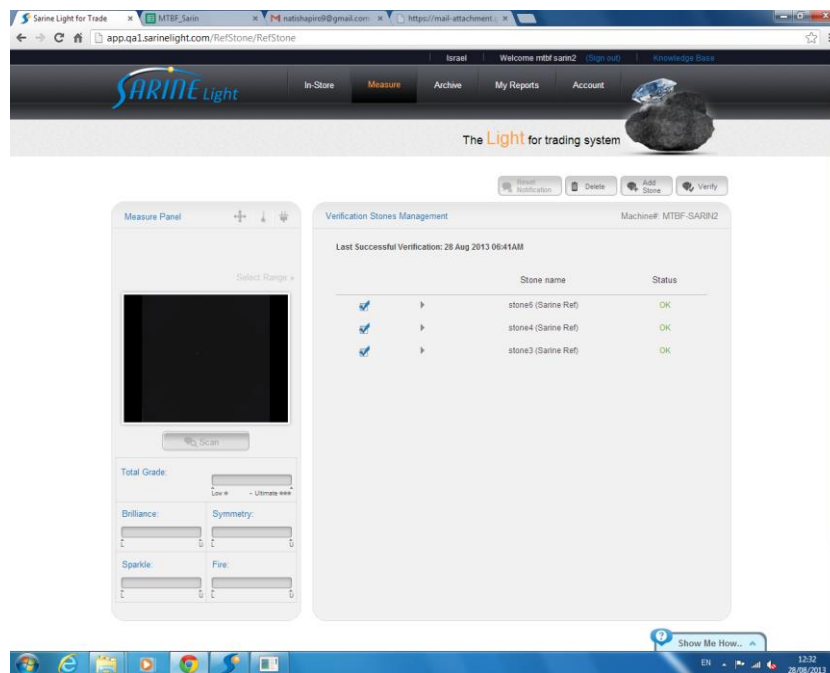 Sarine Light for Trade
MTBF_Sarin
natishapiro9@gmail.com
https://mail-attachment.g
app.qa1.sarinelight.com/RefStone/RefStone
Israel Welcome mtbf sarin2 (Sign out) Knowledge Base
SARINE Light
In-Store Measure Archive My Reports Account
The Light for trading system
Reset Notification
Delete
Add Stone
Verify
Measure Panel
Select Range
Scan
Total Grade:
Low - Ultimate
Brilliance: Symmetry:
L U L U
Sparkle: Fire:
L U L U
Verification Stones Management Machine#: MTBF-SARIN2
Last Successful Verification: 28 Aug 2013 06:41AM
Stone name Status
stone6 (Sarine Ref) OK
stone4 (Sarine Ref) OK
stone3 (Sarine Ref) OK
Show Me How..
EN 12:32
28/08/2013